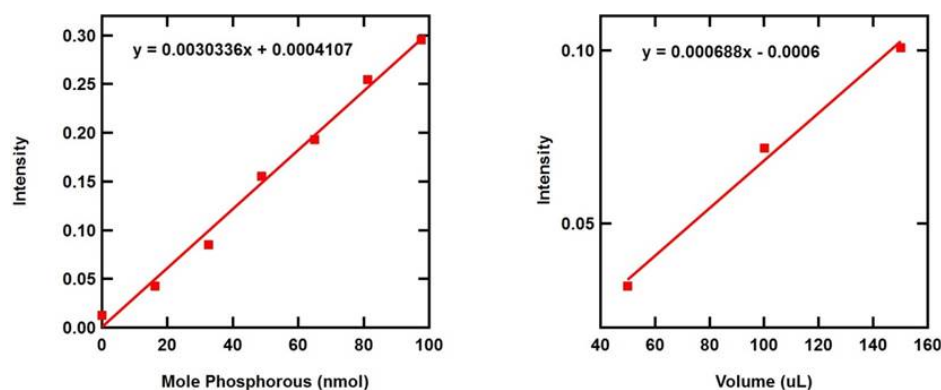 y = 0.0030336x + 0.0004107
0.30
0.25
0.20
0.15
0.10
0.05
0.00
Intensity
0 20 40 60 80 100
Mole Phosphorous (nmol)
y = 0.000688x - 0.0006
0.10
0.05
Intensity
40 60 80 100 120 140 160
Volume (uL)